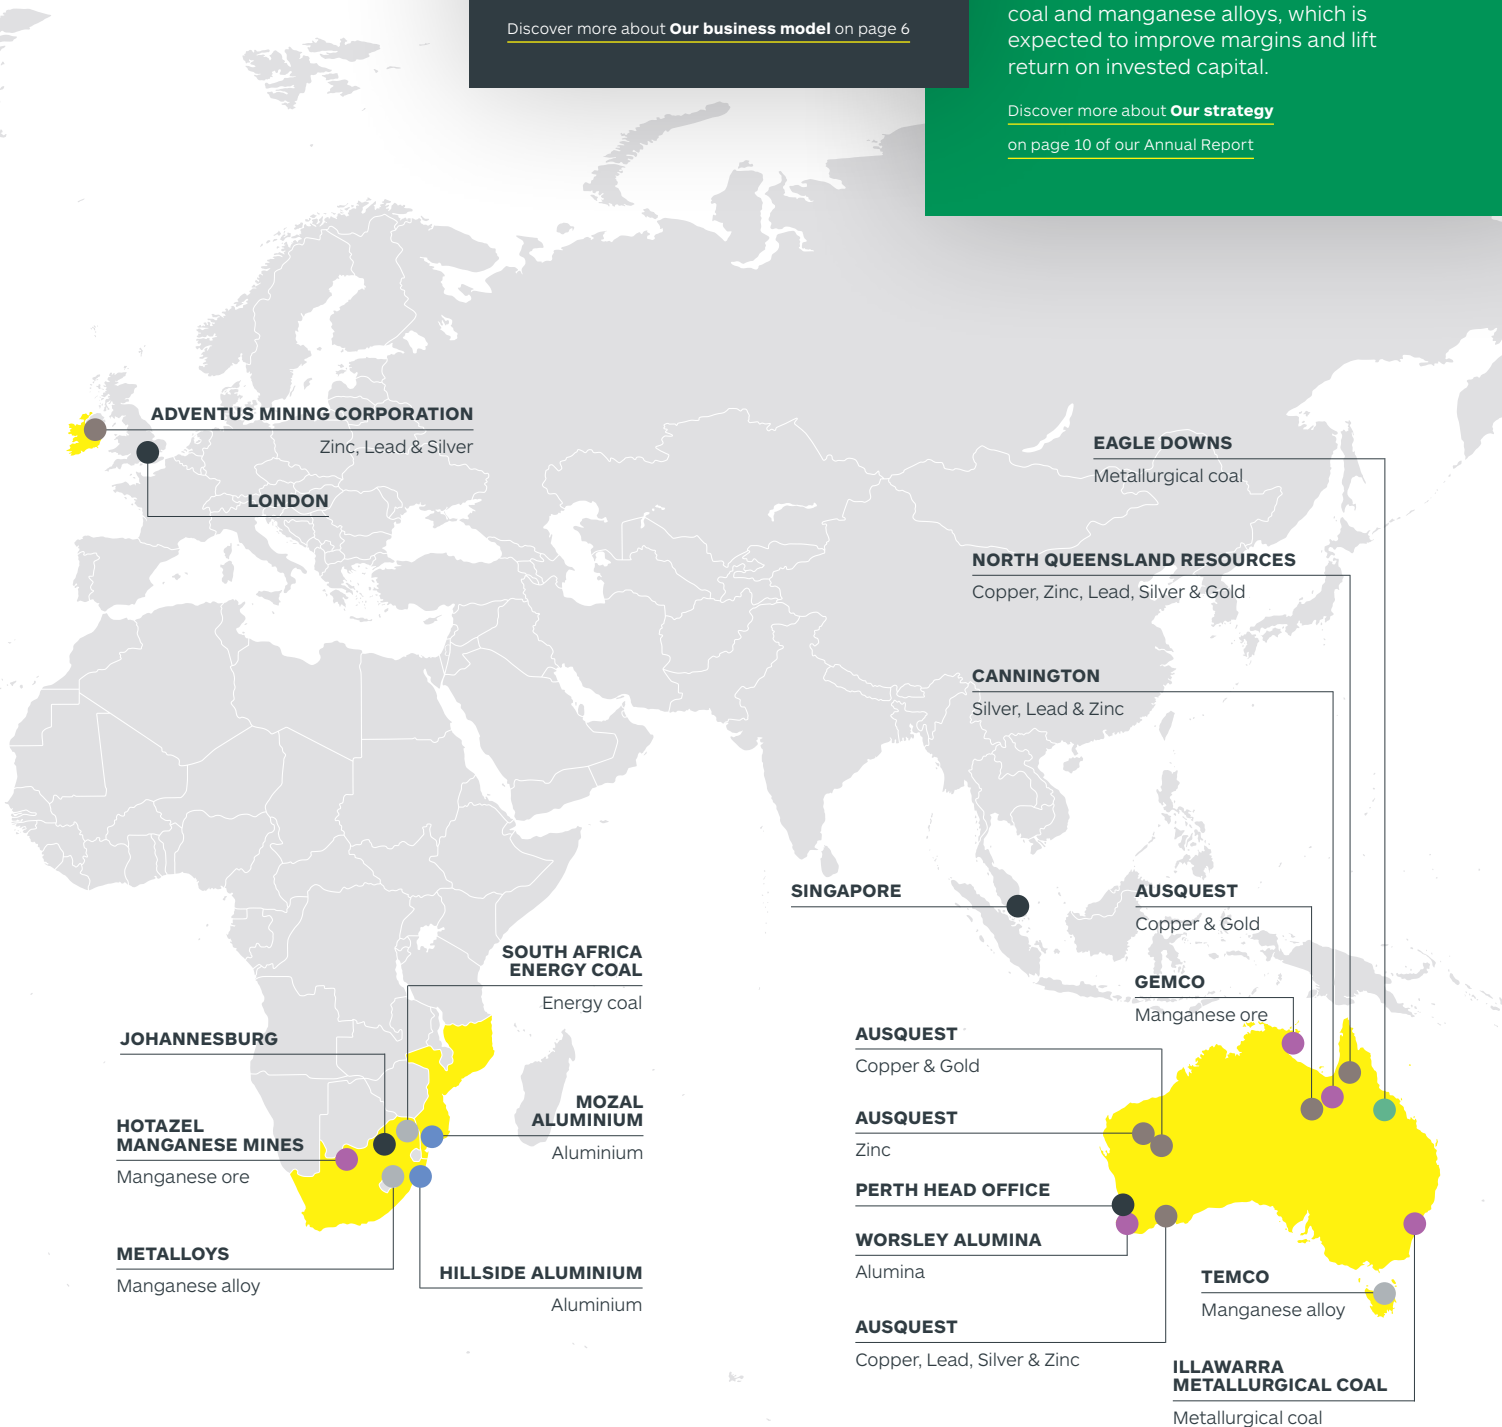 Discover more about Our business model on page 6
coal and manganese alloys, which is
expected to improve margins and lift
return on invested capital.
Discover more about Our strategy
on page 10 of our Annual Report
ADVENTUS MINING CORPORATION
Zinc, Lead & Silver
LONDON
EAGLE DOWNS
Metallurgical coal
NORTH QUEENSLAND RESOURCES
Copper, Zinc, Lead, Silver & Gold
CANNINGTON
Silver, Lead & Zinc
SINGAPORE
AUSQUEST
Copper & Gold
SOUTH AFRICA
ENERGY COAL
Energy coal
GEMCO
Manganese ore
JOHANNESBURG
AUSQUEST
Copper & Gold
MOZAL
ALUMINIUM
Aluminium
HOTAZEL
MANGANESE MINES
Manganese ore
AUSQUEST
Zinc
PERTH HEAD OFFICE
WORSLEY ALUMINA
Alumina
METALLOYS
Manganese alloy
HILLSIDE ALUMINIUM
Aluminium
TEMCO
Manganese alloy
AUSQUEST
Copper, Lead, Silver & Zinc
ILLAWARRA
METALLURGICAL COAL
Metallurgical coal